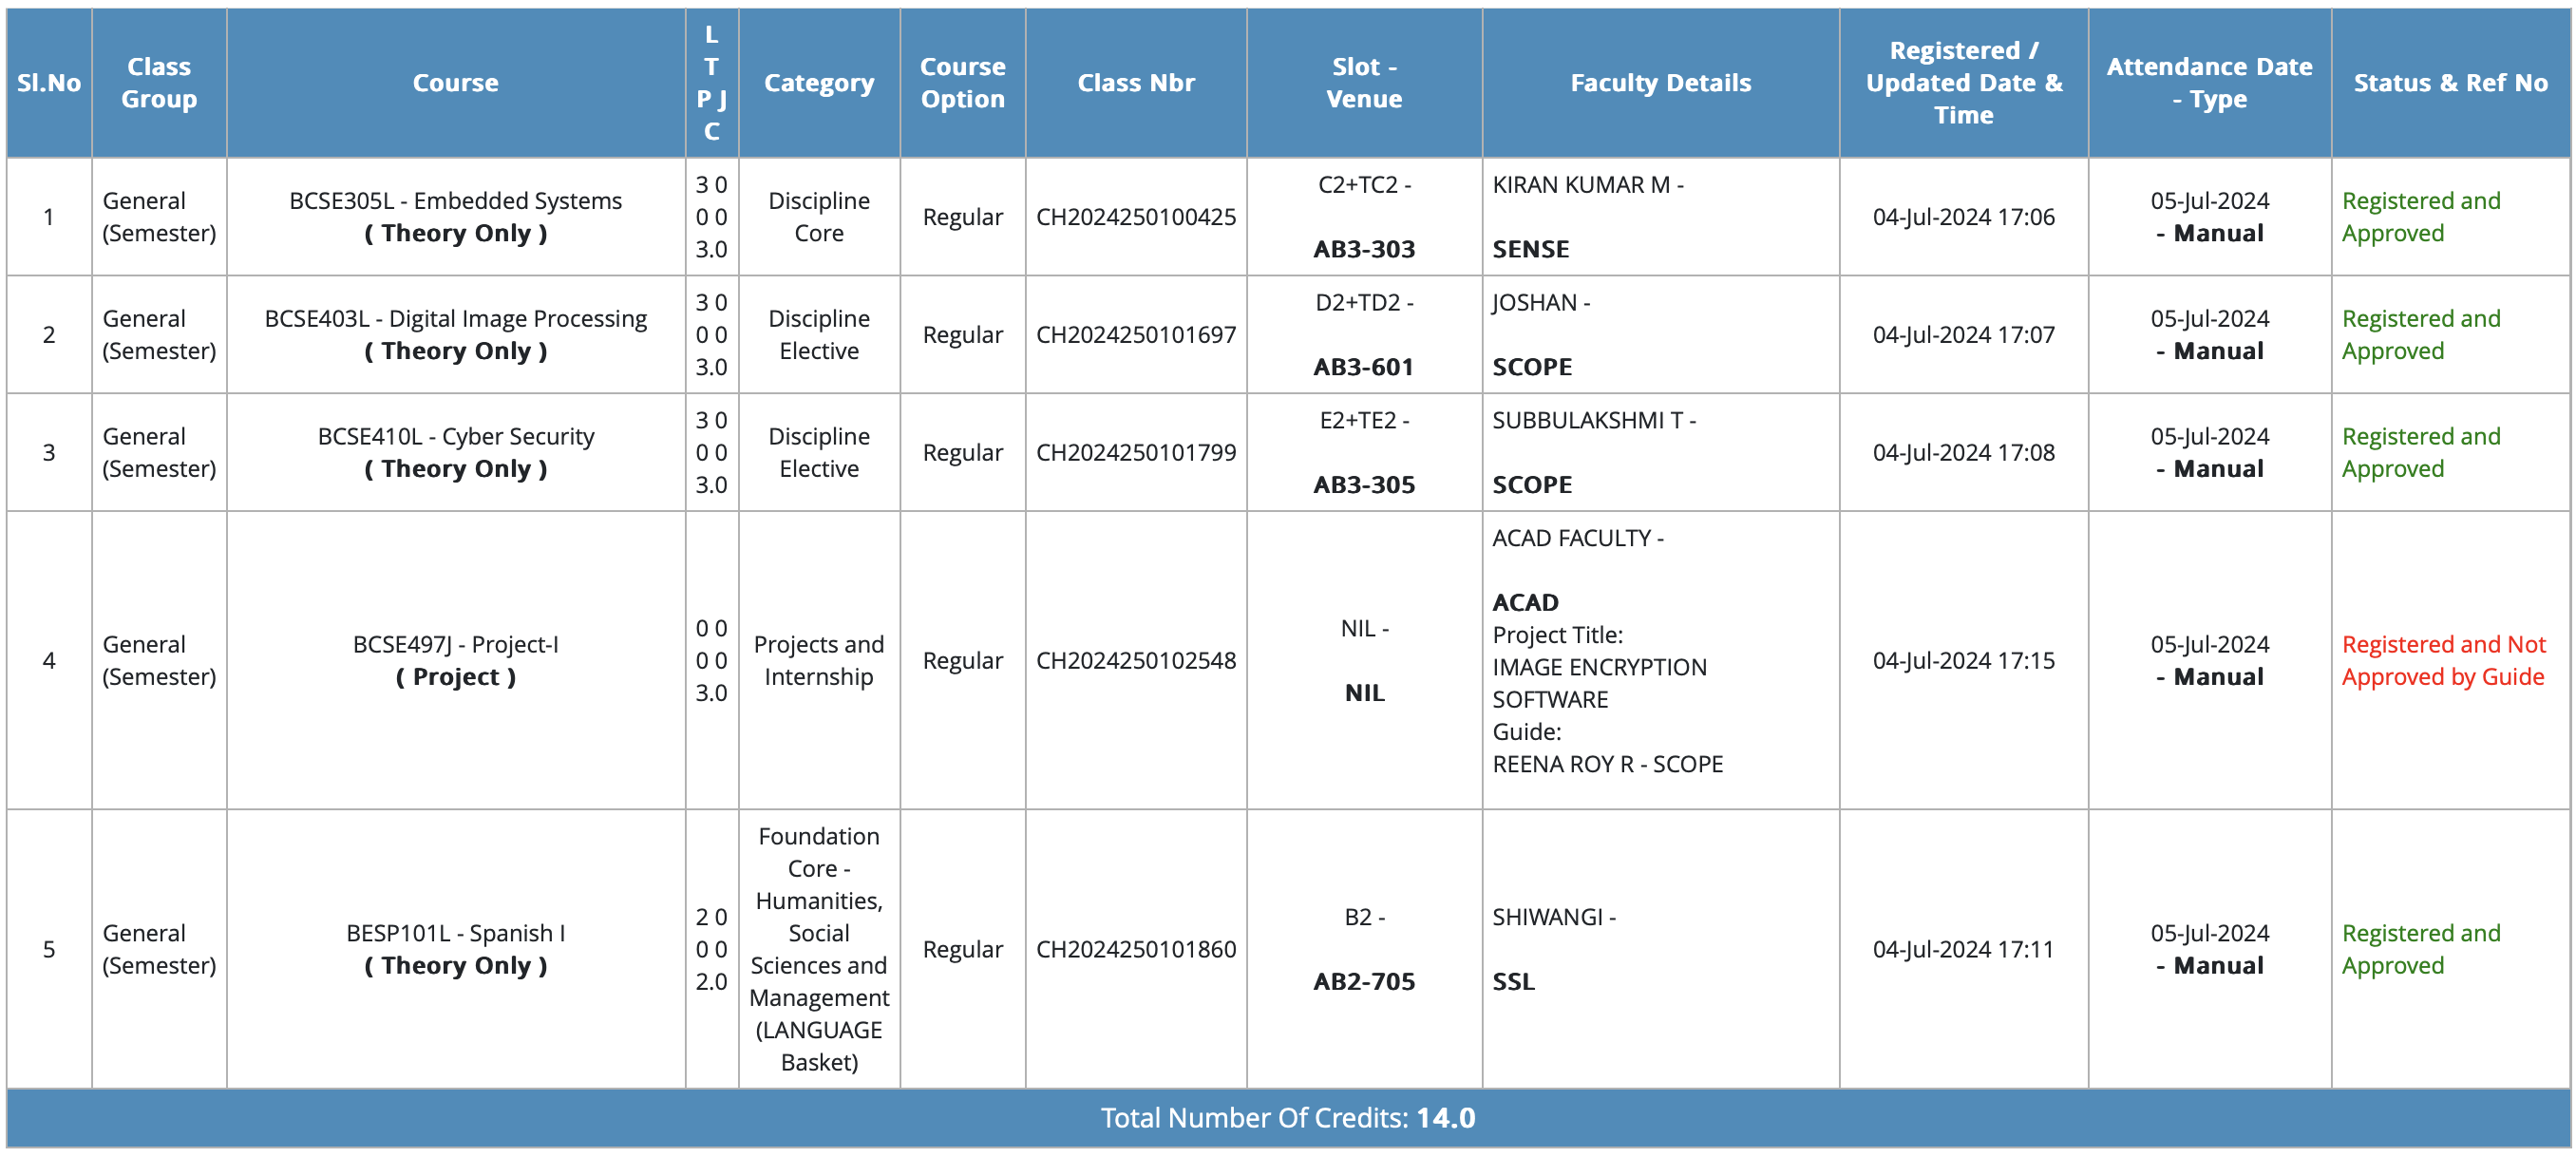 Sl.No
Class
Group
Course
L
T
P J
C
Category
Course
Option
Class Nbr
Slot -
Venue
Faculty Details
Registered /
Updated Date &
Time
Attendance Date
- Type
Status & Ref No
1
General
(Semester)
BCSE305L - Embedded Systems
( Theory Only )
3 0
0 0
3.0
Discipline
Core
Regular
CH2024250100425
C2+TC2 -
AB3-303
KIRAN KUMAR M -
SENSE
04-Jul-2024 17:06
05-Jul-2024
- Manual
Registered and
Approved
2
General
(Semester)
BCSE403L - Digital Image Processing
( Theory Only )
3 0
0 0
3.0
Discipline
Elective
Regular
CH2024250101697
D2+TD2 -
AB3-601
JOSHAN -
SCOPE
04-Jul-2024 17:07
05-Jul-2024
- Manual
Registered and
Approved
3
General
(Semester)
BCSE410L - Cyber Security
( Theory Only )
3 0
0 0
3.0
Discipline
Elective
Regular
CH2024250101799
E2+TE2 -
AB3-305
SUBBULAKSHMI T -
SCOPE
04-Jul-2024 17:08
05-Jul-2024
- Manual
Registered and
Approved
4
General
(Semester)
BCSE497J - Project-I
( Project )
0 0
0 0
3.0
Projects and
Internship
Regular
CH2024250102548
NIL -
NIL
ACAD FACULTY -
ACAD
Project Title:
IMAGE ENCRYPTION
SOFTWARE
Guide:
REENA ROY R - SCOPE
04-Jul-2024 17:15
05-Jul-2024
- Manual
Registered and Not
Approved by Guide
5
General
(Semester)
BESP101L - Spanish I
( Theory Only )
2 0
0 0
2.0
Foundation
Core -
Humanities,
Social
Sciences and
Management
(LANGUAGE
Basket)
Regular
CH2024250101860
B2 -
AB2-705
SHIWANGI -
SSL
04-Jul-2024 17:11
05-Jul-2024
- Manual
Registered and
Approved
Total Number Of Credits: 14.0